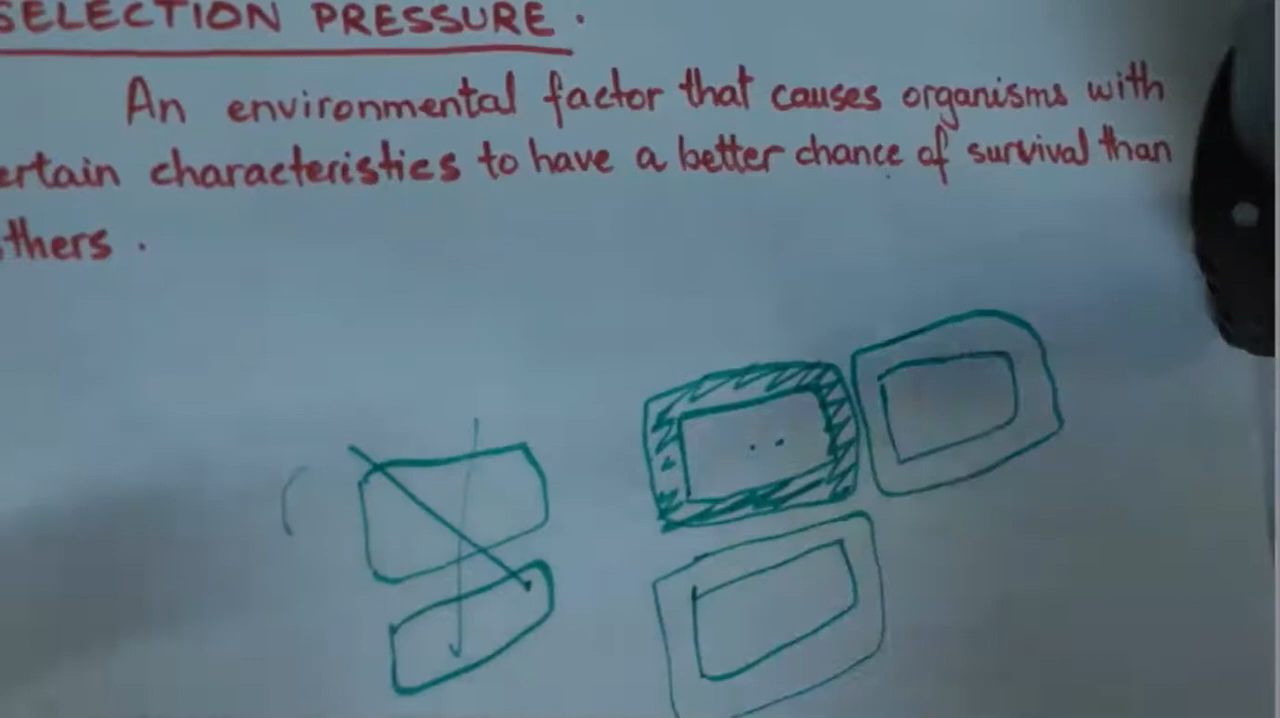 SELECTION PRESSURE.
An environmental factor that causes organisms with
ertain characteristics to have a better chance of survival than
thers.